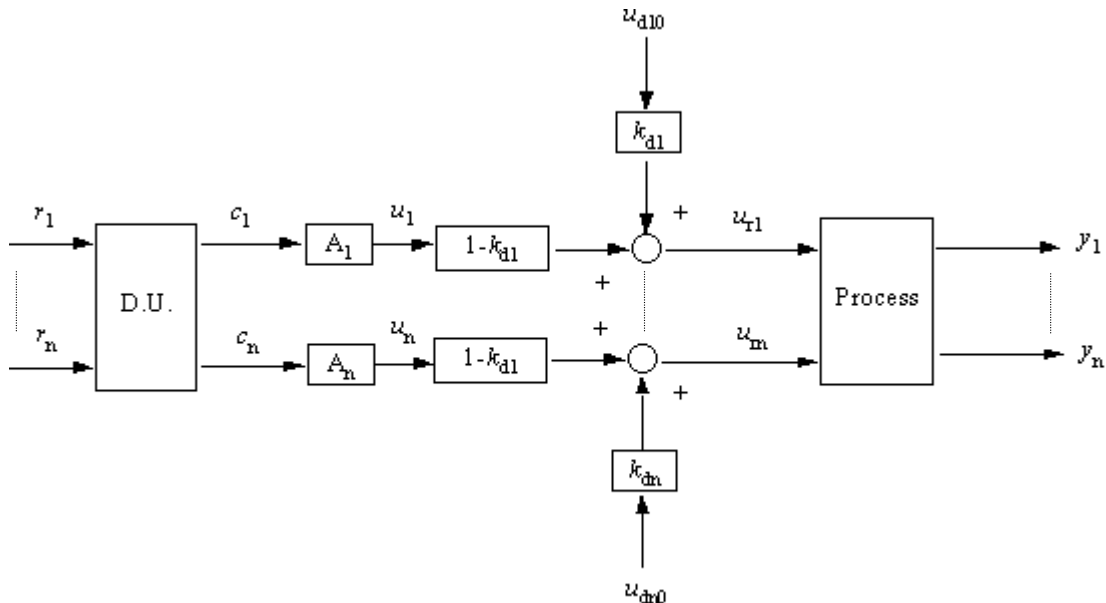 u_d10
k_d1
r_1
c_1
u_1
+
u_r1
A_1
1-k_d1
y_1
+
D.U.
Process
r_n
c_n
u_n
+
u_rn
y_n
A_n
1-k_d1
+
k_dn
u_dn0